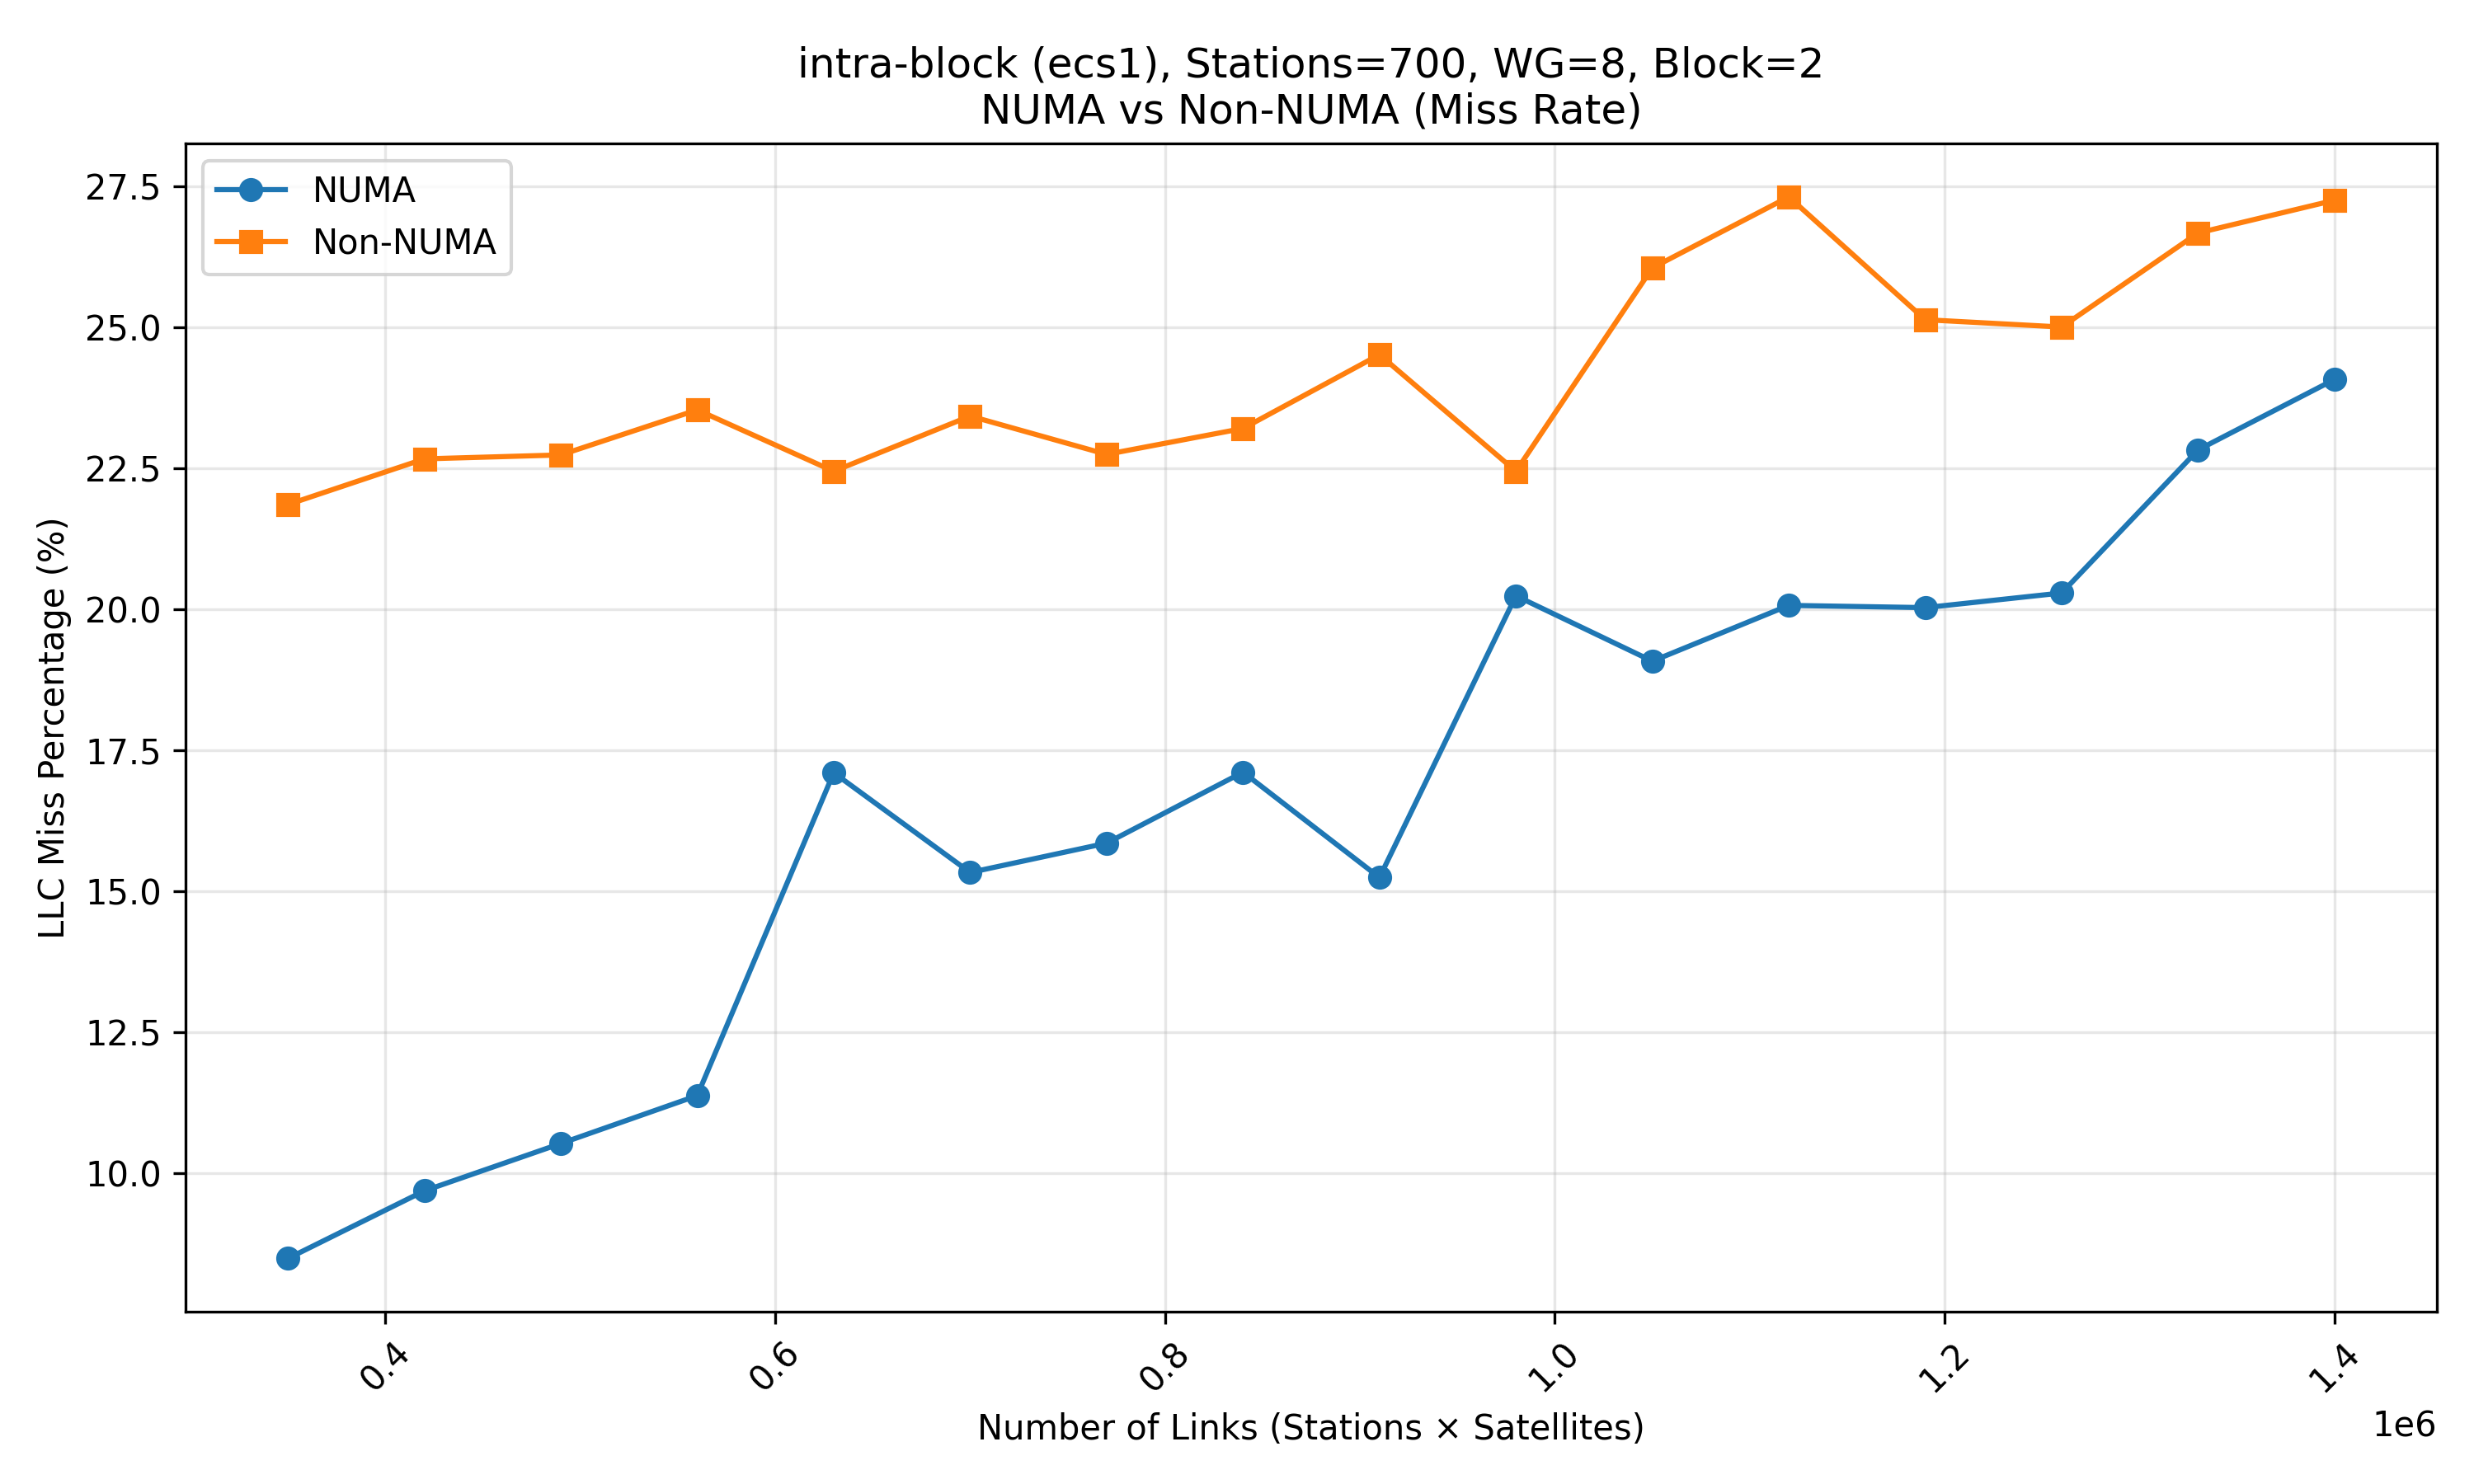 intra-block (ecs1), Stations=700, WG=8, Block=2
NUMA vs Non-NUMA (Miss Rate)
NUMA
Non-NUMA
LLC Miss Percentage (%)
27.5
25.0
22.5
20.0
17.5
15.0
12.5
10.0
0.4
0.6
0.8
1.0
1.2
1.4
1e6
Number of Links (Stations × Satellites)